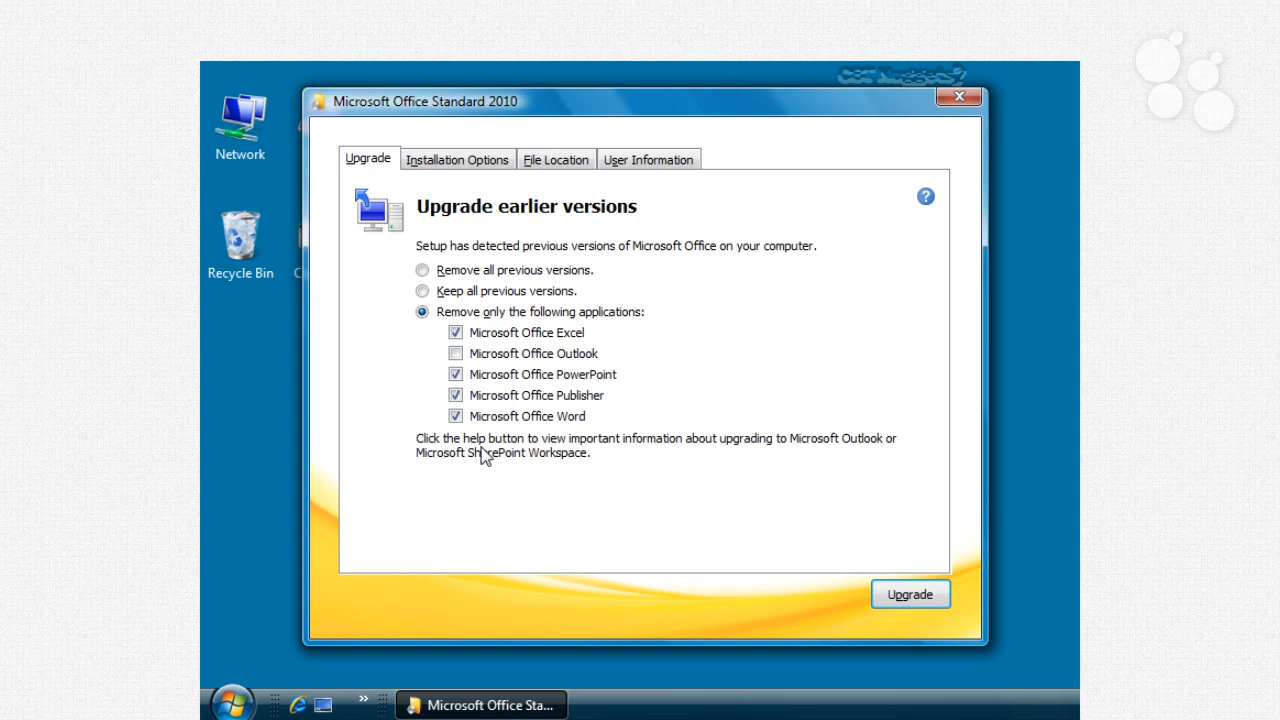 Microsoft Office Standard 2010
Network
Recycle Bin
Upgrade
Installation Options
File Location
User Information
Upgrade earlier versions
Setup has detected previous versions of Microsoft Office on your computer.
Remove all previous versions.
Keep all previous versions.
Remove only the following applications:
Microsoft Office Excel
Microsoft Office Outlook
Microsoft Office PowerPoint
Microsoft Office Publisher
Microsoft Office Word
Click the help button to view important information about upgrading to Microsoft Outlook or
Microsoft SharePoint Workspace.
Upgrade
Microsoft Office Sta...